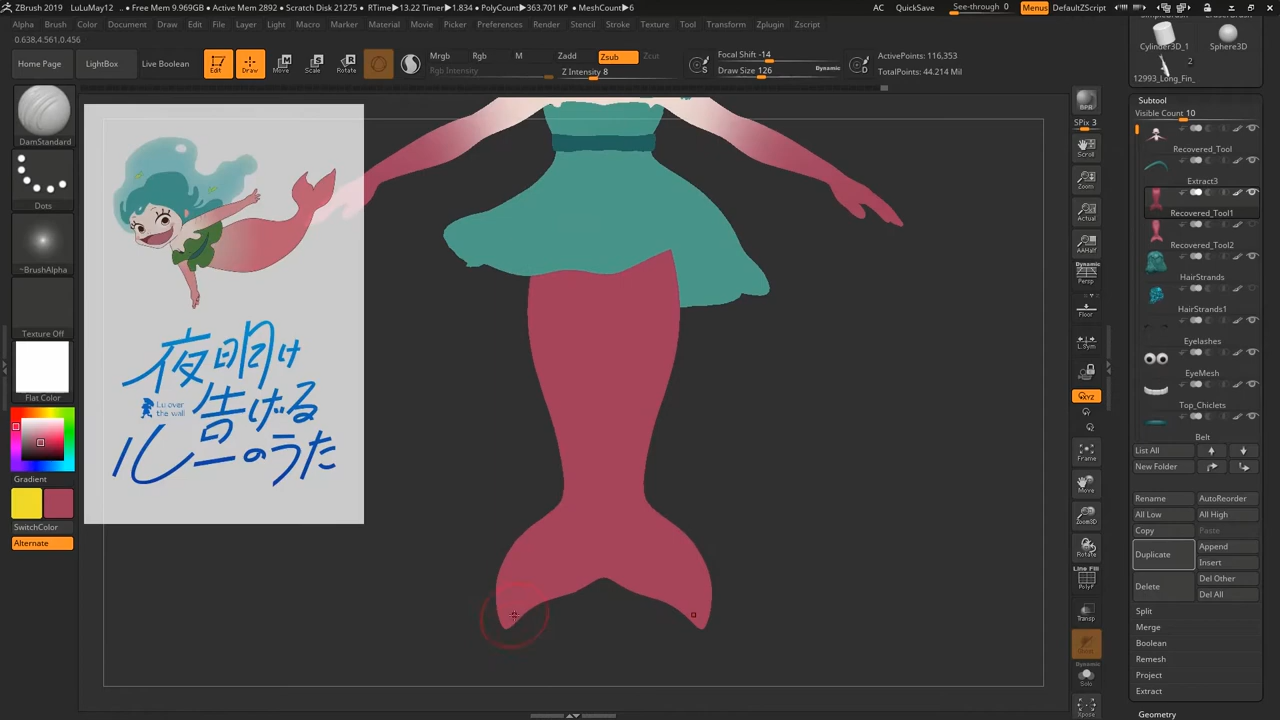 ZBrush 2019 - LuLuMay12 .. • Free Mem 9.969GB • Active Mem 2892 • Scratch Disk 21275 • RTime▶13.22 Timer▶1.834 • PolyCount▶363.701 KP • MeshCount▶6
AC QuickSave See-through 0 Menus DefaultZScript
Alpha Brush Color Document Draw Edit File Layer Light Macro Marker Material Movie Picker Preferences Render Stencil Stroke Texture Tool Transform Zplugin Zscript
0.638,4.561,0.456
Home Page LightBox Live Boolean Edit Draw Move Scale Rotate
Mrgb Rgb M Zadd Zsub Zcut
Rgb Intensity Z Intensity 8
Focal Shift -14
Draw Size 126 Dynamic
S
D
ActivePoints: 116,353
TotalPoints: 44.214 Mil
DamStandard
Dots
~BrushAlpha
Texture Off
Flat Color
Gradient
SwitchColor
Alternate
夜明け
告げる
ルーのうた
Lu over
the wall
BPR
SPix 3
Scroll
Zoom
Actual
AAHalf
Dynamic
Persp
Floor
L.Sym
XYZ
Frame
Move
Zoom3D
Rotate
Line Fill
PolyF
Transp
Dynamic
Solo
Xpose
Cylinder3D_1 Sphere3D
2
12993_Long_Fin_
Subtool
Visible Count 10
Recovered_Tool
Extract3
Recovered_Tool1
Recovered_Tool2
HairStrands
HairStrands1
Eyelashes
EyeMesh
Top_Chiclets
Belt
List All
New Folder
Rename AutoReorder
All Low All High
Copy Paste
Duplicate Append
Insert
Delete Del Other
Del All
Split
Merge
Boolean
Remesh
Project
Extract
Geometry